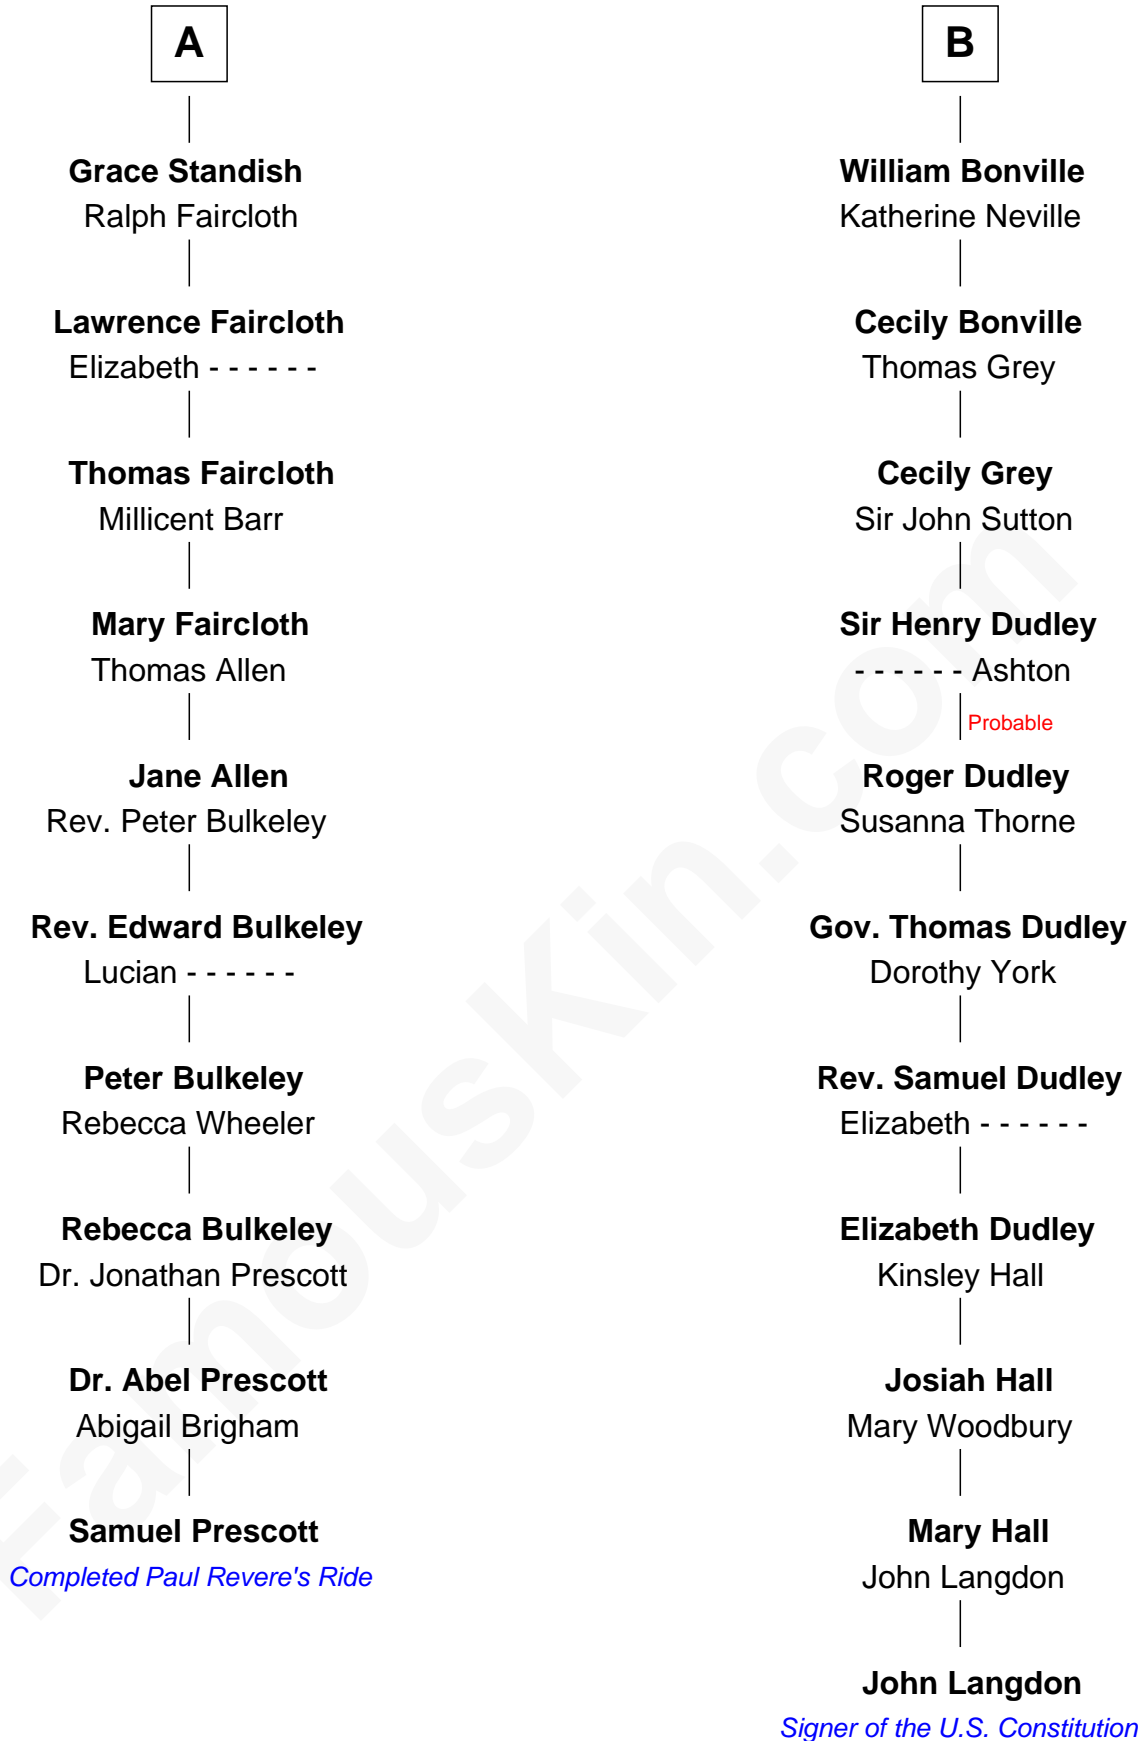 A
Grace Standish
Ralph Faircloth
Lawrence Faircloth
Elizabeth - - - - - -
Thomas Faircloth
Millicent Barr
Mary Faircloth
Thomas Allen
Jane Allen
Rev. Peter Bulkeley
Rev. Edward Bulkeley
Lucian - - - - - -
Peter Bulkeley
Rebecca Wheeler
Rebecca Bulkeley
Dr. Jonathan Prescott
Dr. Abel Prescott
Abigail Brigham
Samuel Prescott
Completed Paul Revere's Ride
B
William Bonville
Katherine Neville
Cecily Bonville
Thomas Grey
Cecily Grey
Sir John Sutton
Sir Henry Dudley
- - - - - - Ashton
Probable
Roger Dudley
Susanna Thorne
Gov. Thomas Dudley
Dorothy York
Rev. Samuel Dudley
Elizabeth - - - - - -
Elizabeth Dudley
Kinsley Hall
Josiah Hall
Mary Woodbury
Mary Hall
John Langdon
John Langdon
Signer of the U.S. Constitution
FamousKin.com